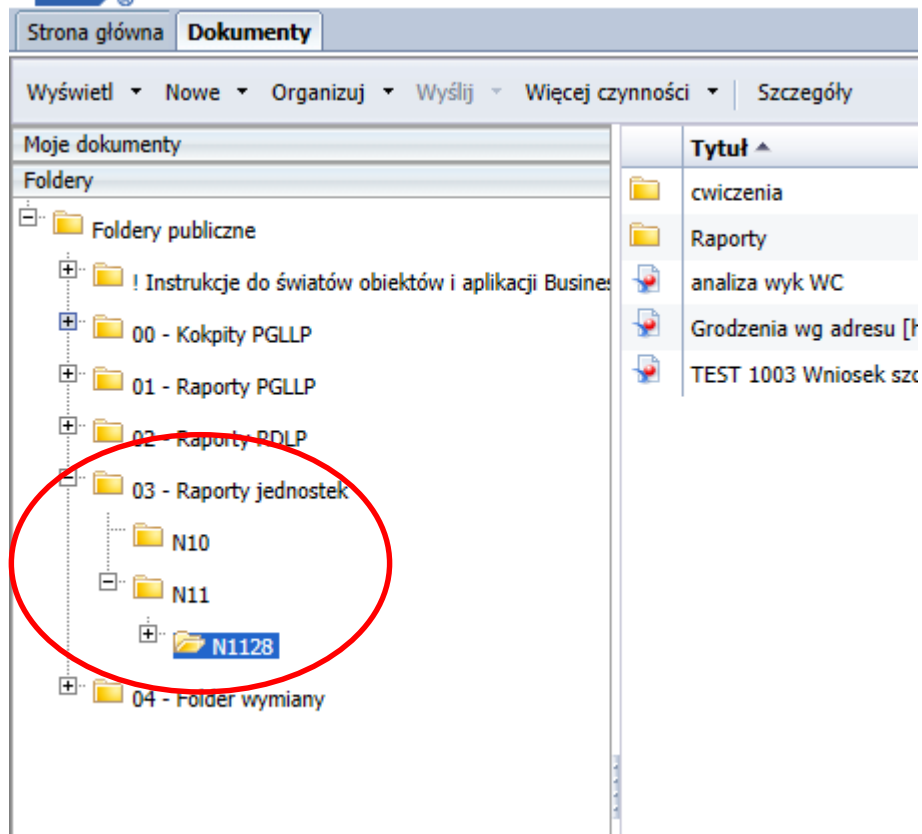 Strona główna Dokumenty
Wyświetl Nowe Organizuj Wyślij Więcej czynności Szczegóły
Moje dokumenty
Foldery
Foldery publiczne
! Instrukcje do światów obiektów i aplikacji Busines
00 - Kokpity PGLLP
01 - Raporty PGLLP
02 - Raporty RDLP
03 - Raporty jednostek
N10
N11
N1128
04 - Folder wymiany
Tytuł
cwiczenia
Raporty
analiza wyk WC
Grodzenia wg adresu [
TEST 1003 Wniosek